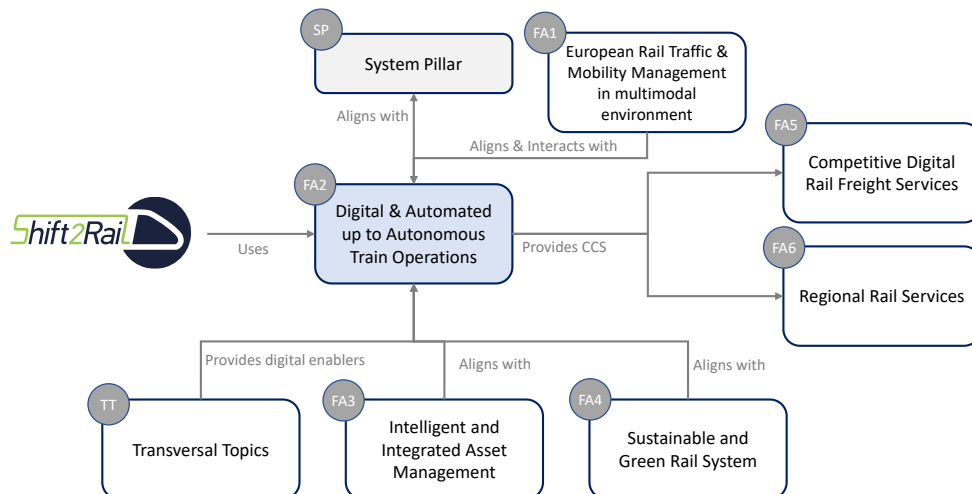 SP
System Pillar
FA1
European Rail Traffic &
Mobility Management
in multimodal
environment
Aligns with
Aligns & Interacts with
FA5
Competitive Digital
Rail Freight Services
FA2
Digital & Automated
up to Autonomous
Train Operations
Shift2Rail
Uses
Provides CCS
FA6
Regional Rail Services
Provides digital enablers
Aligns with
Aligns with
TT
Transversal Topics
FA3
Intelligent and
Integrated Asset
Management
FA4
Sustainable and
Green Rail System